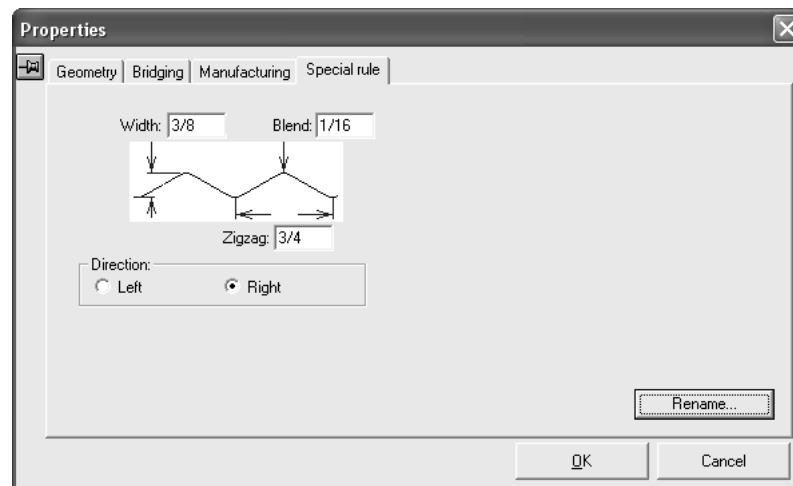 Properties
Geometry Bridging Manufacturing Special rule
Width: 3/8 Blend: 1/16
Zigzag: 3/4
Direction:
Left Right
Rename...
OK Cancel